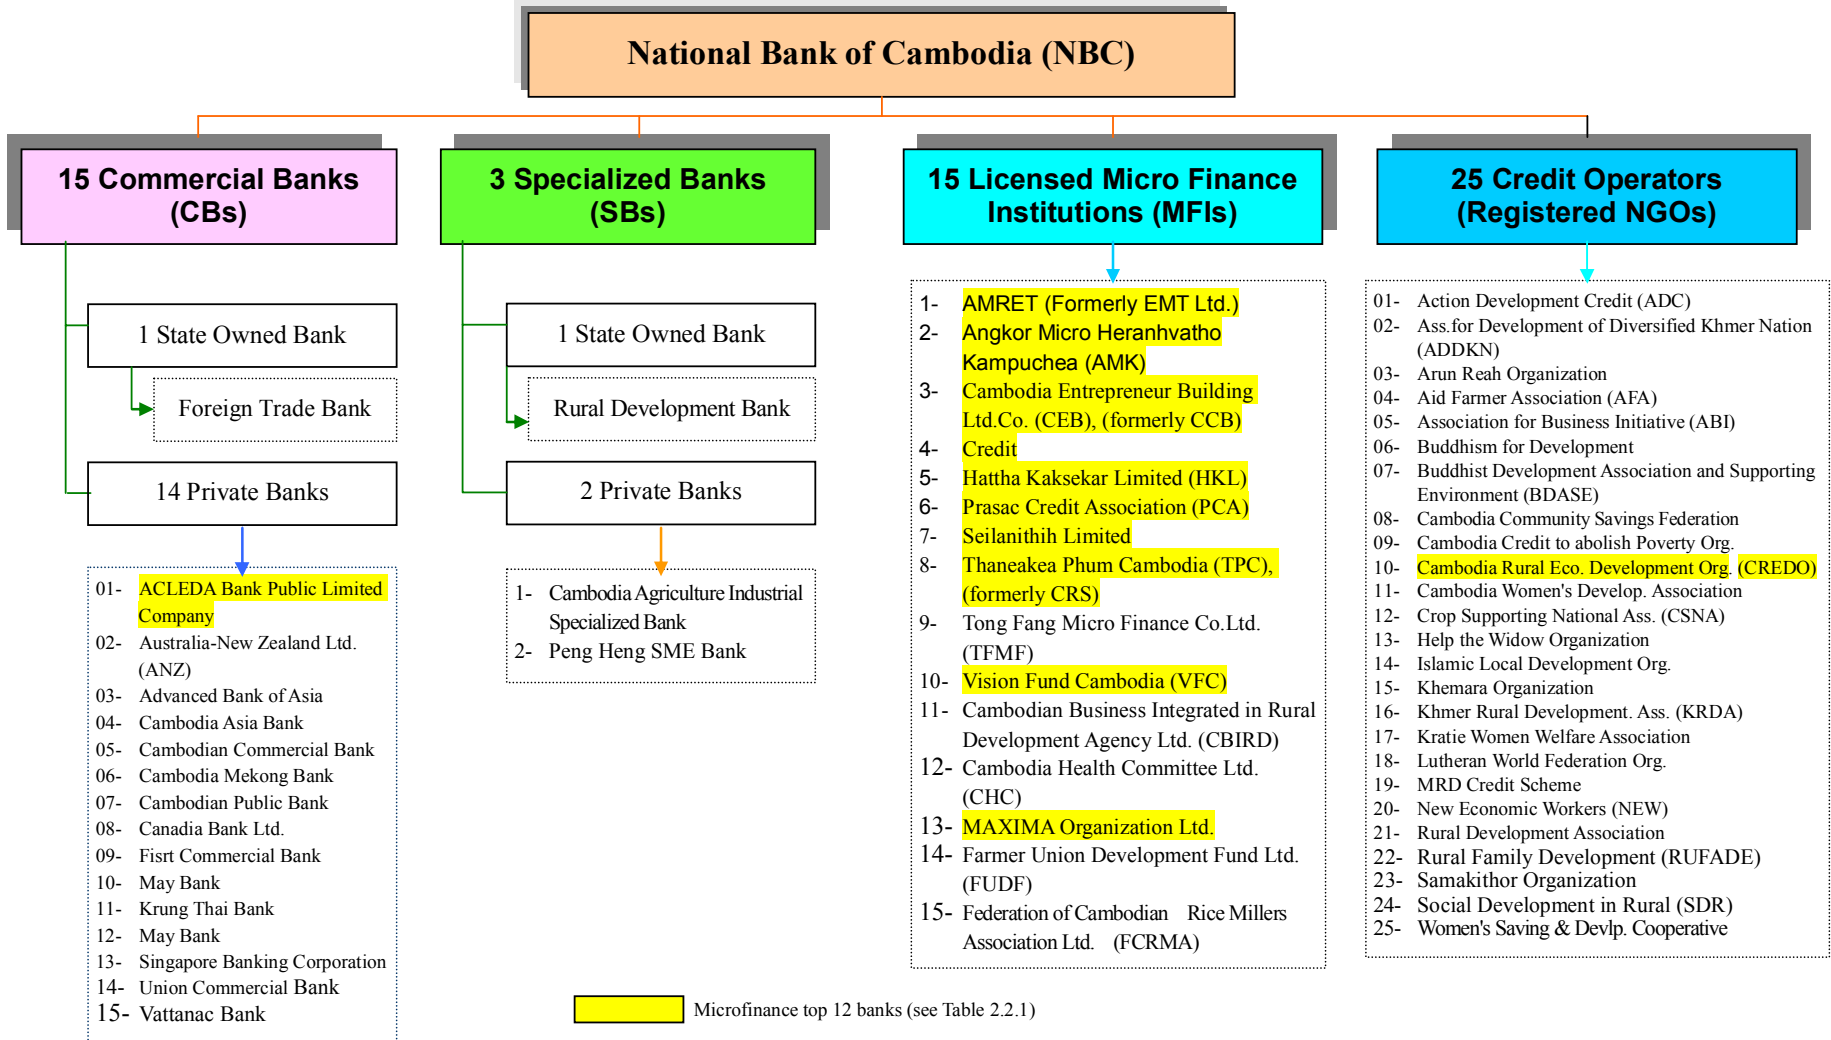 National Bank of Cambodia (NBC)
15 Commercial Banks
(CBs)
1 State Owned Bank
Foreign Trade Bank
14 Private Banks
01- ACLEDA Bank Public Limited
Company
02- Australia-New Zealand Ltd.
(ANZ)
03- Advanced Bank of Asia
04- Cambodia Asia Bank
05- Cambodian Commercial Bank
06- Cambodia Mekong Bank
07- Cambodian Public Bank
08- Canadia Bank Ltd.
09- Fisrt Commercial Bank
10- May Bank
11- Krung Thai Bank
12- May Bank
13- Singapore Banking Corporation
14- Union Commercial Bank
15- Vattanac Bank
3 Specialized Banks
(SBs)
1 State Owned Bank
Rural Development Bank
2 Private Banks
1- Cambodia Agriculture Industrial
Specialized Bank
2- Peng Heng SME Bank
15 Licensed Micro Finance
Institutions (MFIs)
1- AMRET (Formerly EMT Ltd.)
2- Angkor Micro Heranhvatho
Kampuchea (AMK)
3- Cambodia Entrepreneur Building
Ltd.Co. (CEB), (formerly CCB)
4- Credit
5- Hattha Kaksekar Limited (HKL)
6- Prasac Credit Association (PCA)
7- Seilanithih Limited
8- Thaneakea Phum Cambodia (TPC),
(formerly CRS)
9- Tong Fang Micro Finance Co.Ltd.
(TFMF)
10- Vision Fund Cambodia (VFC)
11- Cambodian Business Integrated in Rural
Development Agency Ltd. (CBIRD)
12- Cambodia Health Committee Ltd.
(CHC)
13- MAXIMA Organization Ltd.
14- Farmer Union Development Fund Ltd.
(FUDF)
15- Federation of Cambodian Rice Millers
Association Ltd. (FCRMA)
25 Credit Operators
(Registered NGOs)
01- Action Development Credit (ADC)
02- Ass.for Development of Diversified Khmer Nation
(ADDKN)
03- Arun Reah Organization
04- Aid Farmer Association (AFA)
05- Association for Business Initiative (ABI)
06- Buddhism for Development
07- Buddhist Development Association and Supporting
Environment (BDASE)
08- Cambodia Community Savings Federation
09- Cambodia Credit to abolish Poverty Org.
10- Cambodia Rural Eco. Development Org. (CREDO)
11- Cambodia Women's Develop. Association
12- Crop Supporting National Ass. (CSNA)
13- Help the Widow Organization
14- Islamic Local Development Org.
15- Khemara Organization
16- Khmer Rural Development. Ass. (KRDA)
17- Kratie Women Welfare Association
18- Lutheran World Federation Org.
19- MRD Credit Scheme
20- New Economic Workers (NEW)
21- Rural Development Association
22- Rural Family Development (RUFADE)
23- Samakithor Organization
24- Social Development in Rural (SDR)
25- Women's Saving & Devlp. Cooperative
Microfinance top 12 banks (see Table 2.2.1)